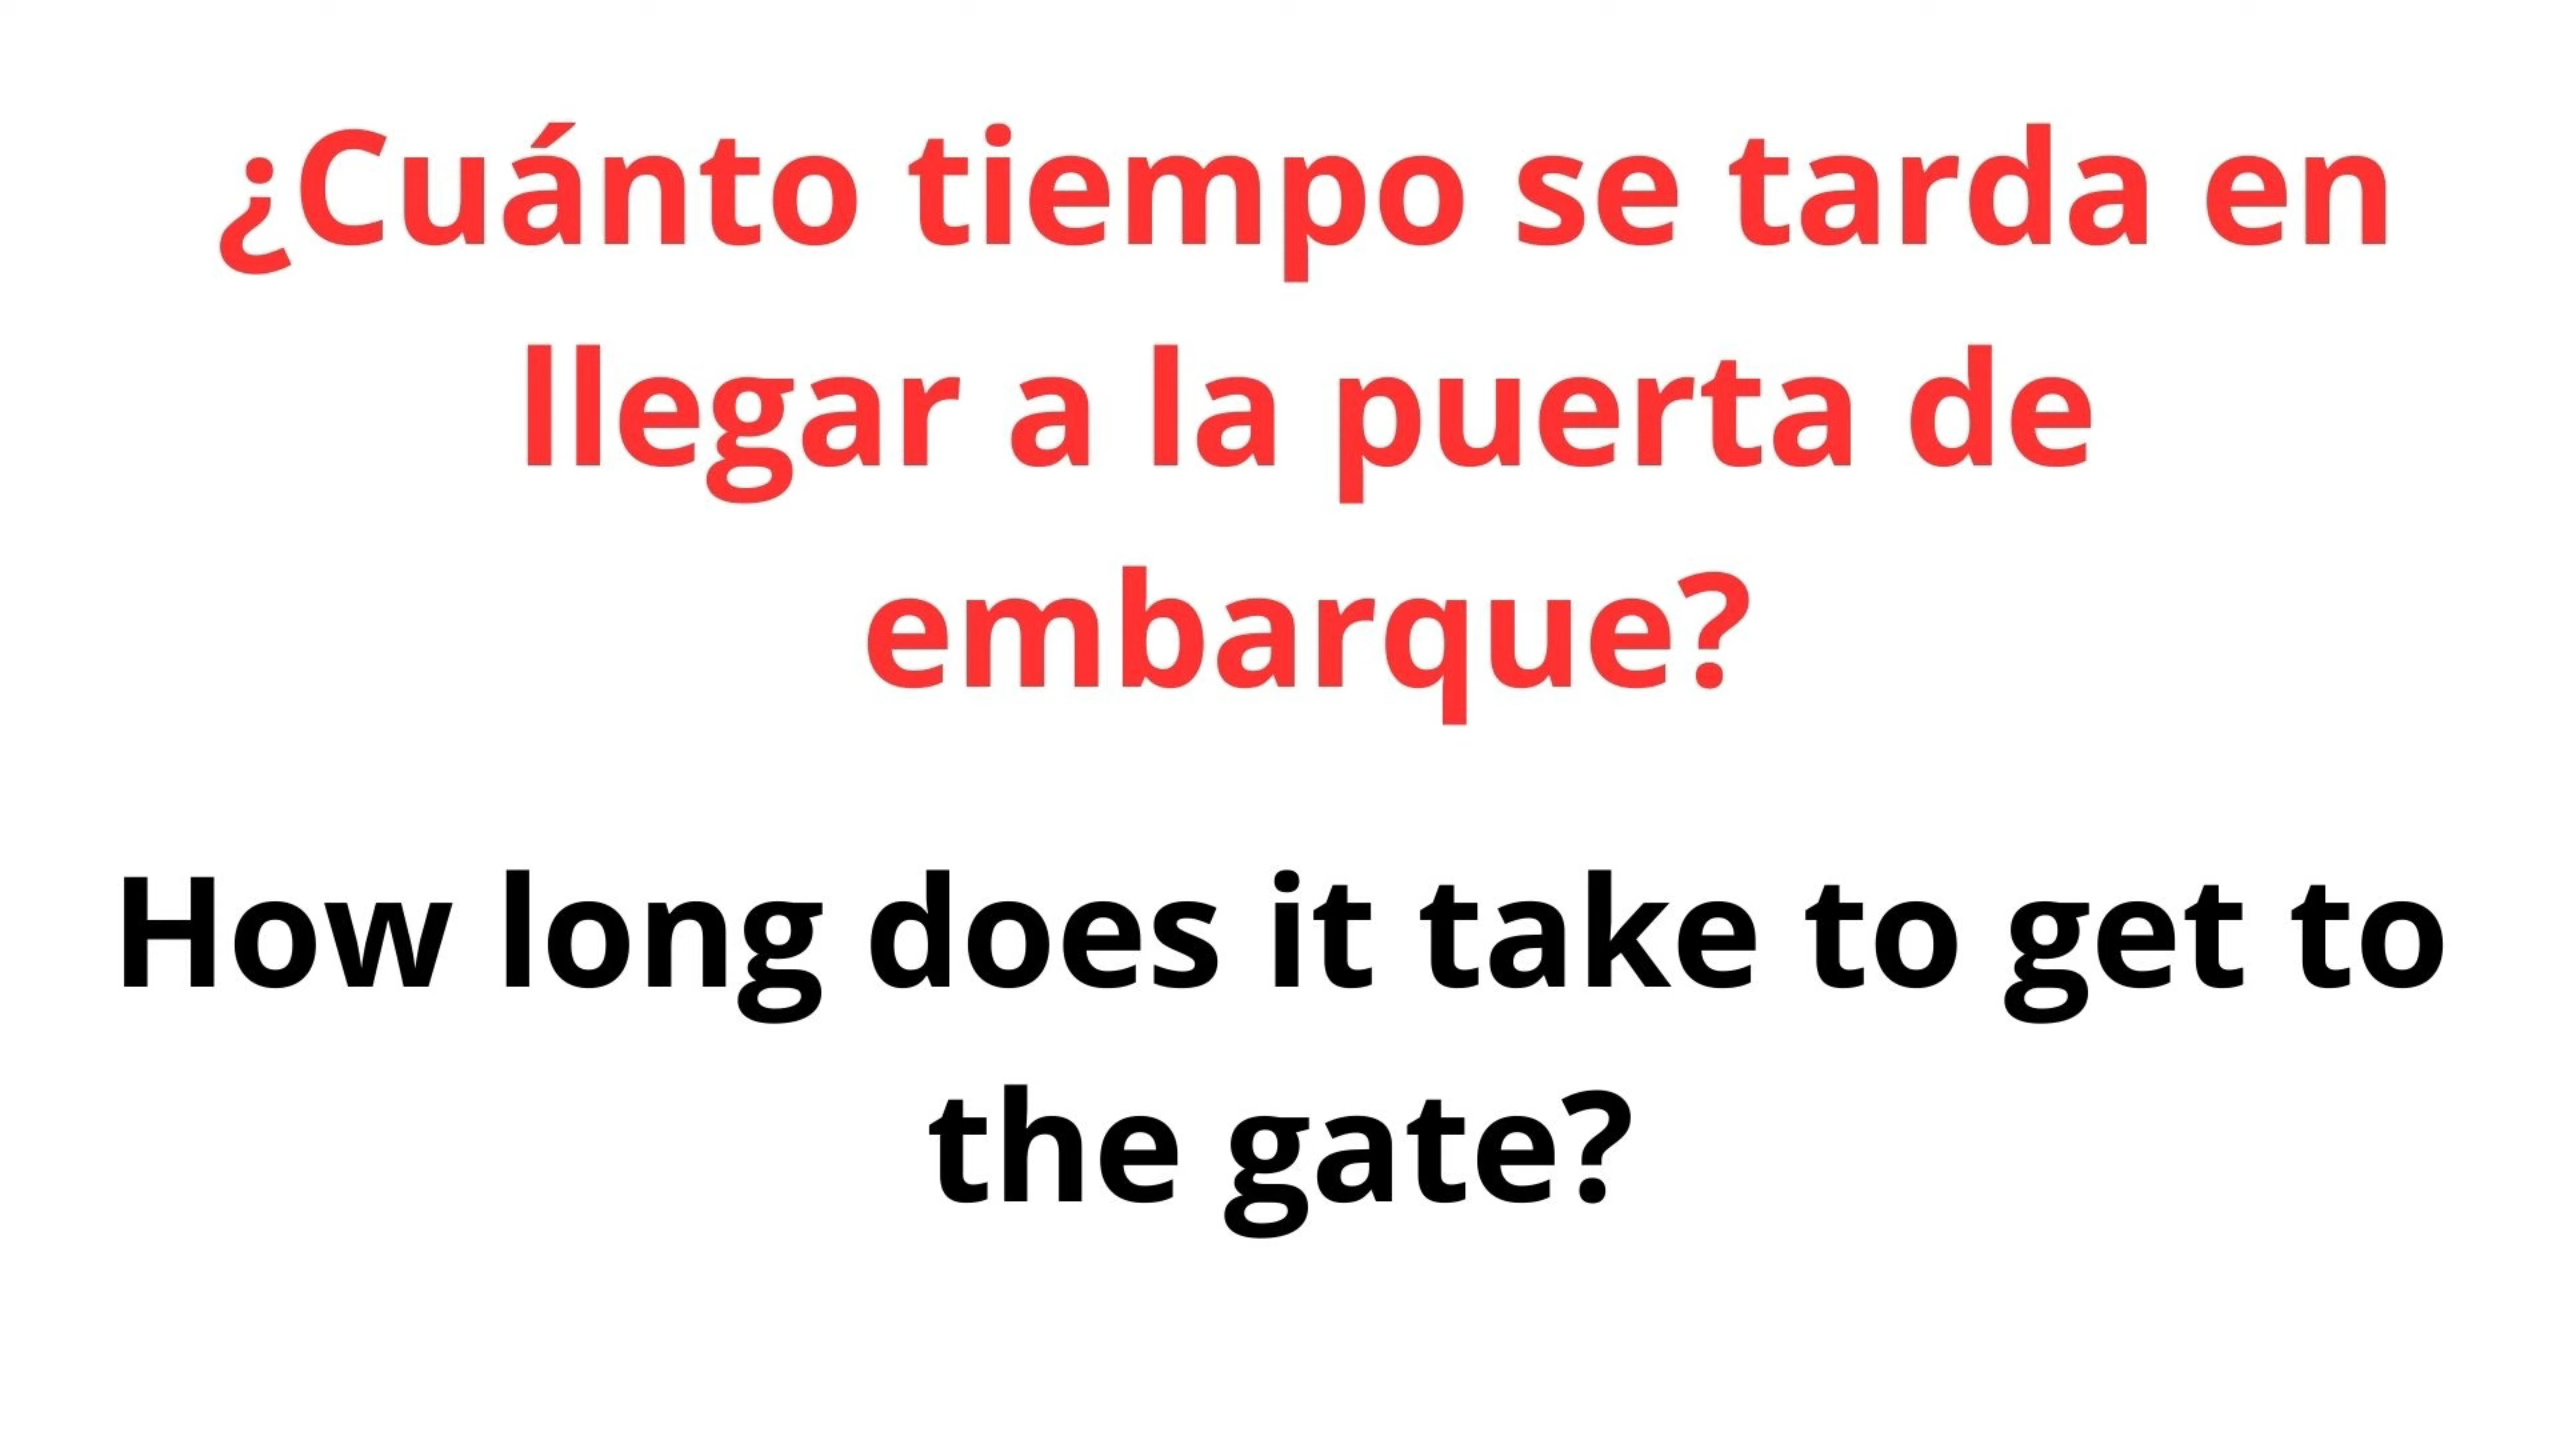 ¿Cuánto tiempo se tarda en
llegar a la puerta de
embarque?
How long does it take to get to
the gate?